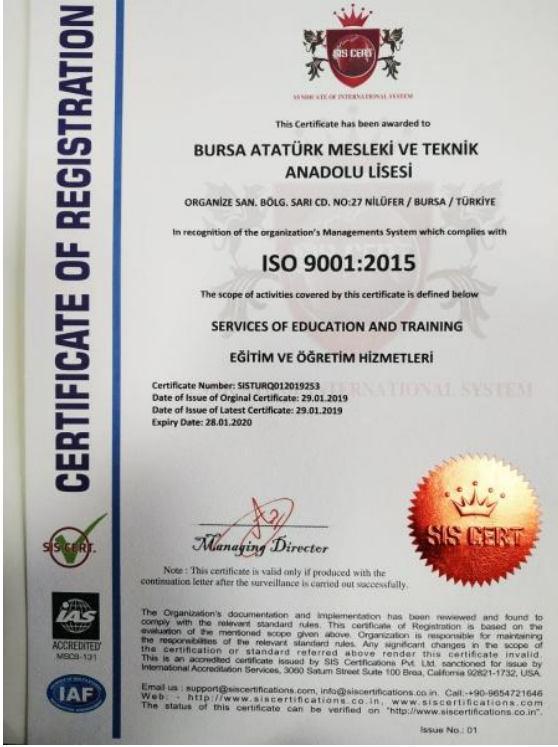 CERTIFICATE OF REGISTRATION
SIS CERT
SYNDICATE OF INTERNATIONAL SYSTEM
This Certificate has been awarded to
BURSA ATATÜRK MESLEKİ VE TEKNİK
ANADOLU LİSESİ
ORGANİZE SAN. BÖLG. SARI CD. NO:27 NİLÜFER / BURSA / TÜRKİYE
In recognition of the organization's Managements System which complies with
ISO 9001:2015
The scope of activities covered by this certificate is defined below
SERVICES OF EDUCATION AND TRAINING
EĞİTİM VE ÖĞRETİM HİZMETLERİ
Certificate Number: SISTURQ012019253
Date of Issue of Orginal Certificate: 29.01.2019
Date of Issue of Latest Certificate: 29.01.2019
Expiry Date: 28.01.2020
SIS CERT
Managing Director
SIS CERT.
Note : This certificate is valid only if produced with the
continuation letter after the surveillance is carried out successfully.
IAS
ACCREDITED
MSCB-131
IAF
The Organization's documentation and Implementation has been rewiewed and found to
comply with the relevant standard rules. This certificate of Registration is based on the
evaluation of the mentioned scope given above. Organization is responsible for maintaining
the responsibilities of the relevant standard rules. Any significant changes in the scope of
the certification or standard referred above render this certificate invalid.
This is an accredited certificate issued by SIS Certifications Pvt. Ltd. sanctioned for issue by
International Accreditation Services, 3060 Saturn Street Suite 100 Brea, California 92821-1732, USA.
Email us : support@siscertifications.com, info@siscertifications.co.in. Call:-+90-9654721646
Web: - http://www.siscertifications.co.in, www.siscertifications.com
The status of this certificate can be verified on "http://www.siscertifications.co.in".
Issue No.: 01